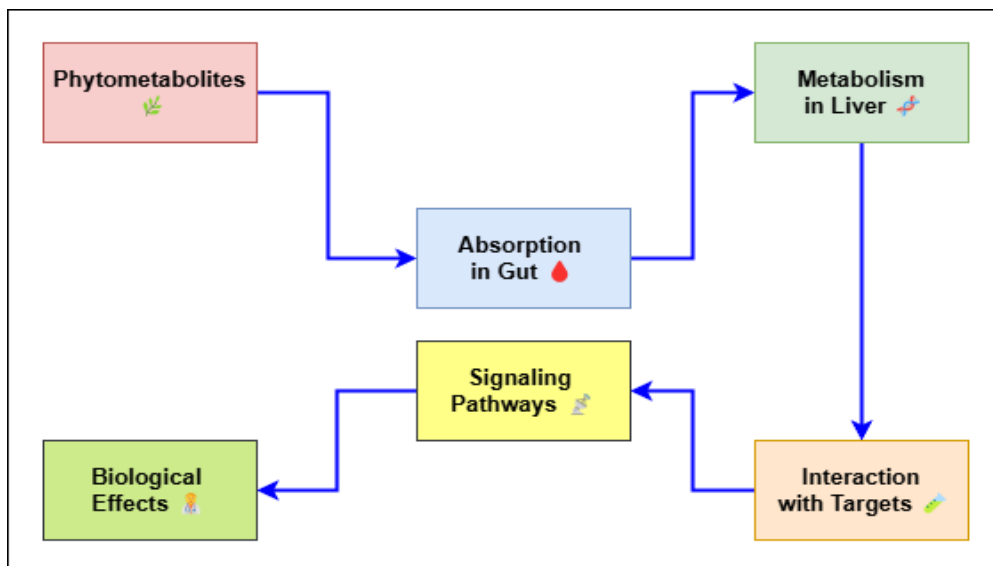 Phytometabolites
🌿
Metabolism
in Liver 🧬
Absorption
in Gut 🩸
Signaling
Pathways 📡
Biological
Effects 🧑‍⚕️
Interaction
with Targets 🧪